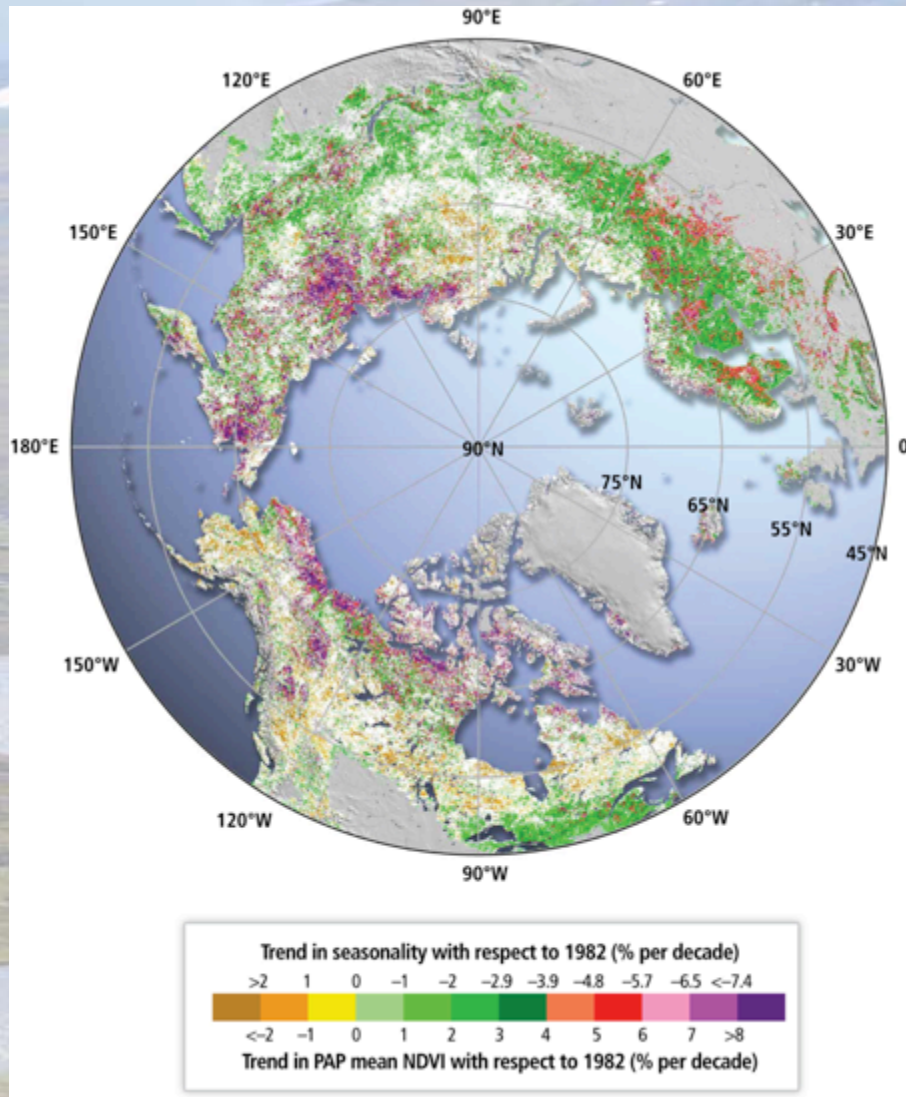 90°E
120°E
60°E
150°E
30°E
180°E
90°N
0
75°N
65°N
55°N
45°N
150°W
30°W
120°W
60°W
90°W
Trend in seasonality with respect to 1982 (% per decade)
>2 1 0 –1 –2 –2.9 –3.9 –4.8 –5.7 –6.5 <–7.4
<–2 –1 0 1 2 3 4 5 6 7 >8
Trend in PAP mean NDVI with respect to 1982 (% per decade)